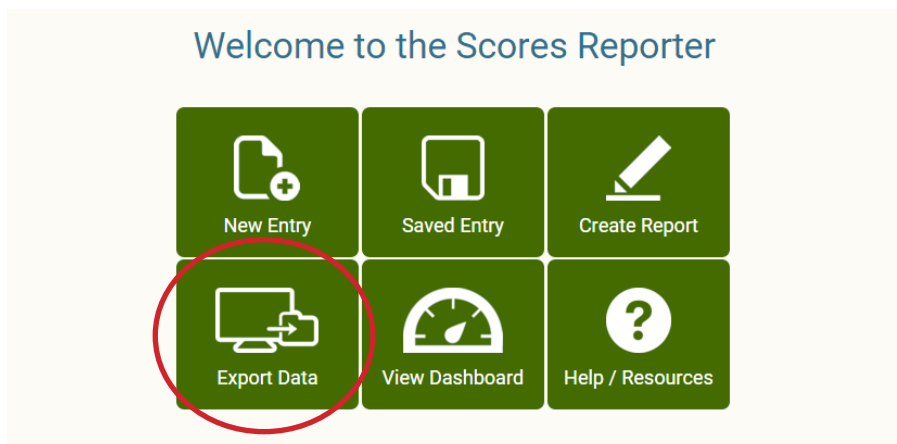 Welcome to the Scores Reporter
New Entry
Saved Entry
Create Report
Export Data
View Dashboard
Help / Resources